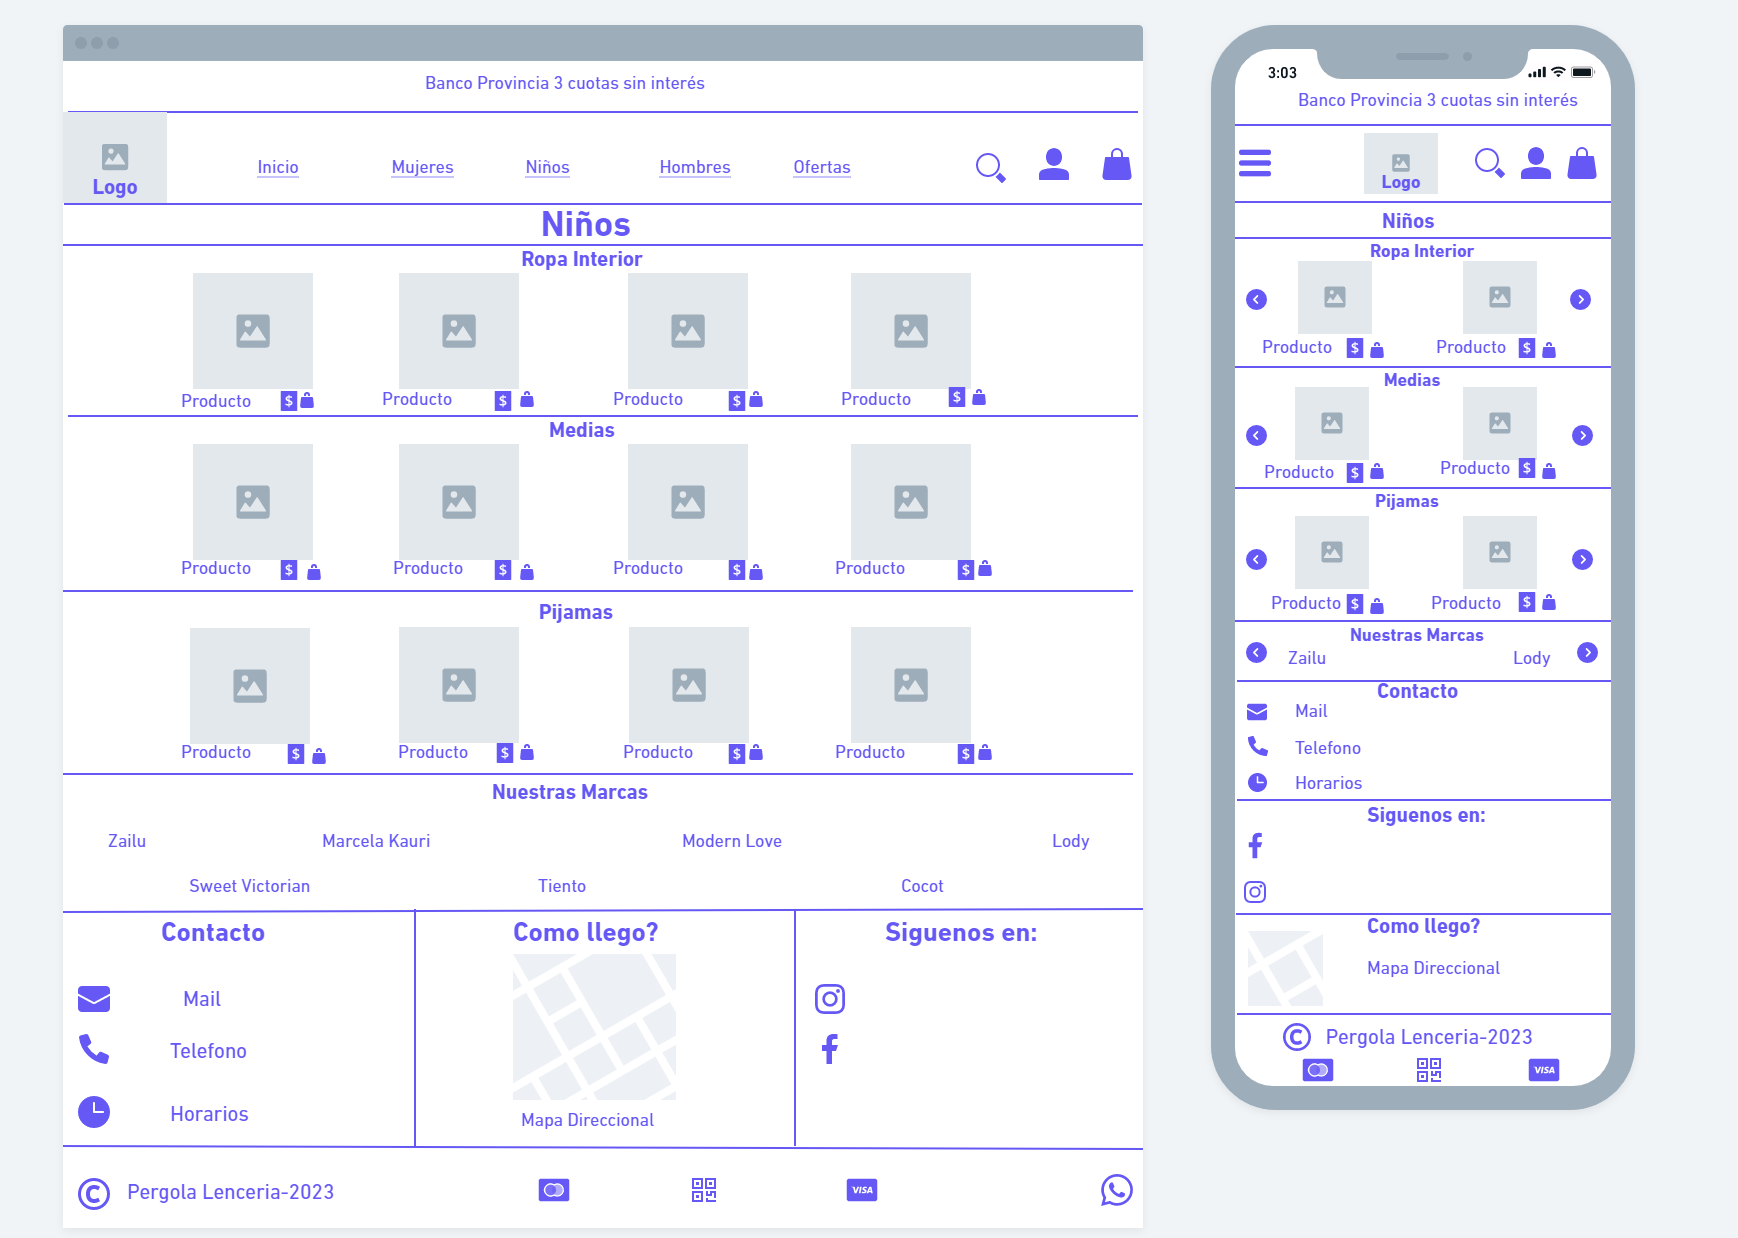 Banco Provincia 3 cuotas sin interés
Logo
Inicio Mujeres Niños Hombres Ofertas
Niños
Ropa Interior
Producto $ Producto $ Producto $ Producto $
Medias
Producto $ Producto $ Producto $ Producto $
Pijamas
Producto $ Producto $ Producto $ Producto $
Nuestras Marcas
Zailu Marcela Kauri Modern Love Lody
Sweet Victorian Tiento Cocot
Contacto
Mail
Telefono
Horarios
Como llego?
Mapa Direccional
Siguenos en:
© Pergola Lenceria-2023
VISA
3:03
Banco Provincia 3 cuotas sin interés
Logo
Niños
Ropa Interior
Producto $ Producto $
Medias
Producto $ Producto $
Pijamas
Producto $ Producto $
Nuestras Marcas
Zailu Lody
Contacto
Mail
Telefono
Horarios
Siguenos en:
Como llego?
Mapa Direccional
© Pergola Lenceria-2023
VISA